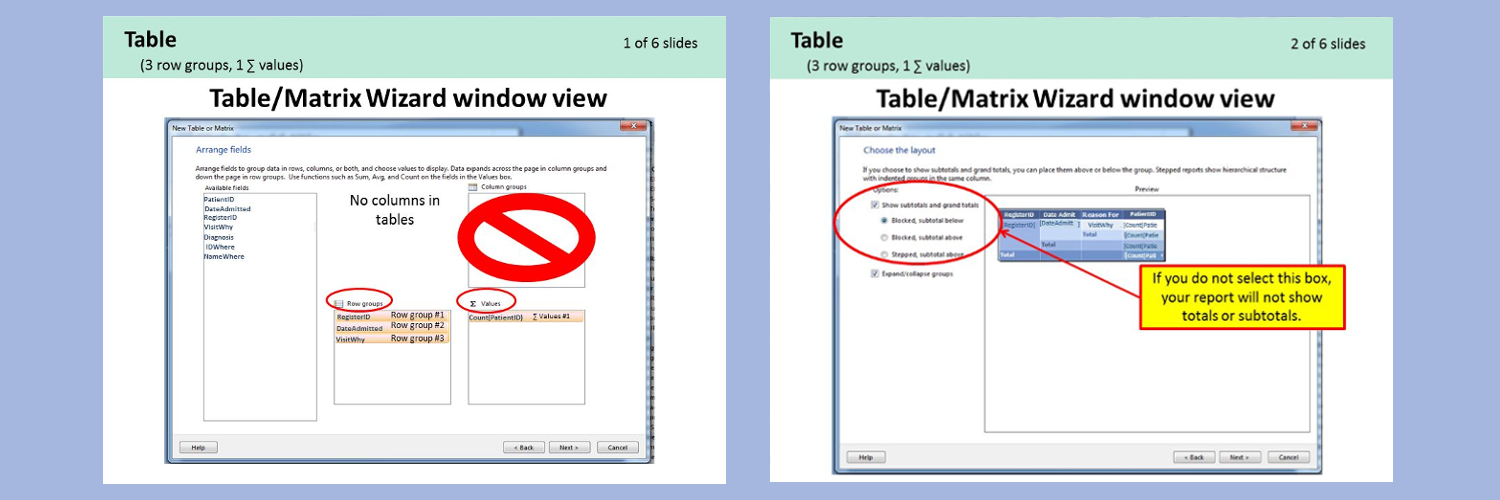 Table
1 of 6 slides
(3 row groups, 1 ∑ values)
Table/Matrix Wizard window view
New Table or Matrix
Arrange fields
Arrange fields to group data in rows, columns, or both, and choose values to display. Data expands across the page in column groups and
down the page in row groups. Use functions such as Sum, Avg, and Count on the fields in the Values box.
Available fields
Column groups
PatientID
DateAdmitted
RegisterID
VisitWhy
Diagnosis
IDWhere
NameWhere
No columns in
tables
Row groups
Σ Values
RegisterID Row group #1
DateAdmitted Row group #2
VisitWhy Row group #3
Count(PatientID) ∑ Values #1
Help
< Back
Next >
Cancel
Table
2 of 6 slides
(3 row groups, 1 ∑ values)
Table/Matrix Wizard window view
New Table or Matrix
Choose the layout
If you choose to show subtotals and grand totals, you can place them above or below the group. Stepped reports show hierarchical structure
with indented groups in the same column.
Options:
Preview
Show subtotals and grand totals
Blocked, subtotal below
Blocked, subtotal above
Stepped, subtotal above
Expand/collapse groups
RegisterID Date Admit Reason For PatientID
RegisterID] [DateAdmitt ] VisitWhy [Count(Patie
Total [Count(Patie
Total [Count(Patie
Total [Count(Pati
If you do not select this box,
your report will not show
totals or subtotals.
Help
< Back
Next >
Cancel